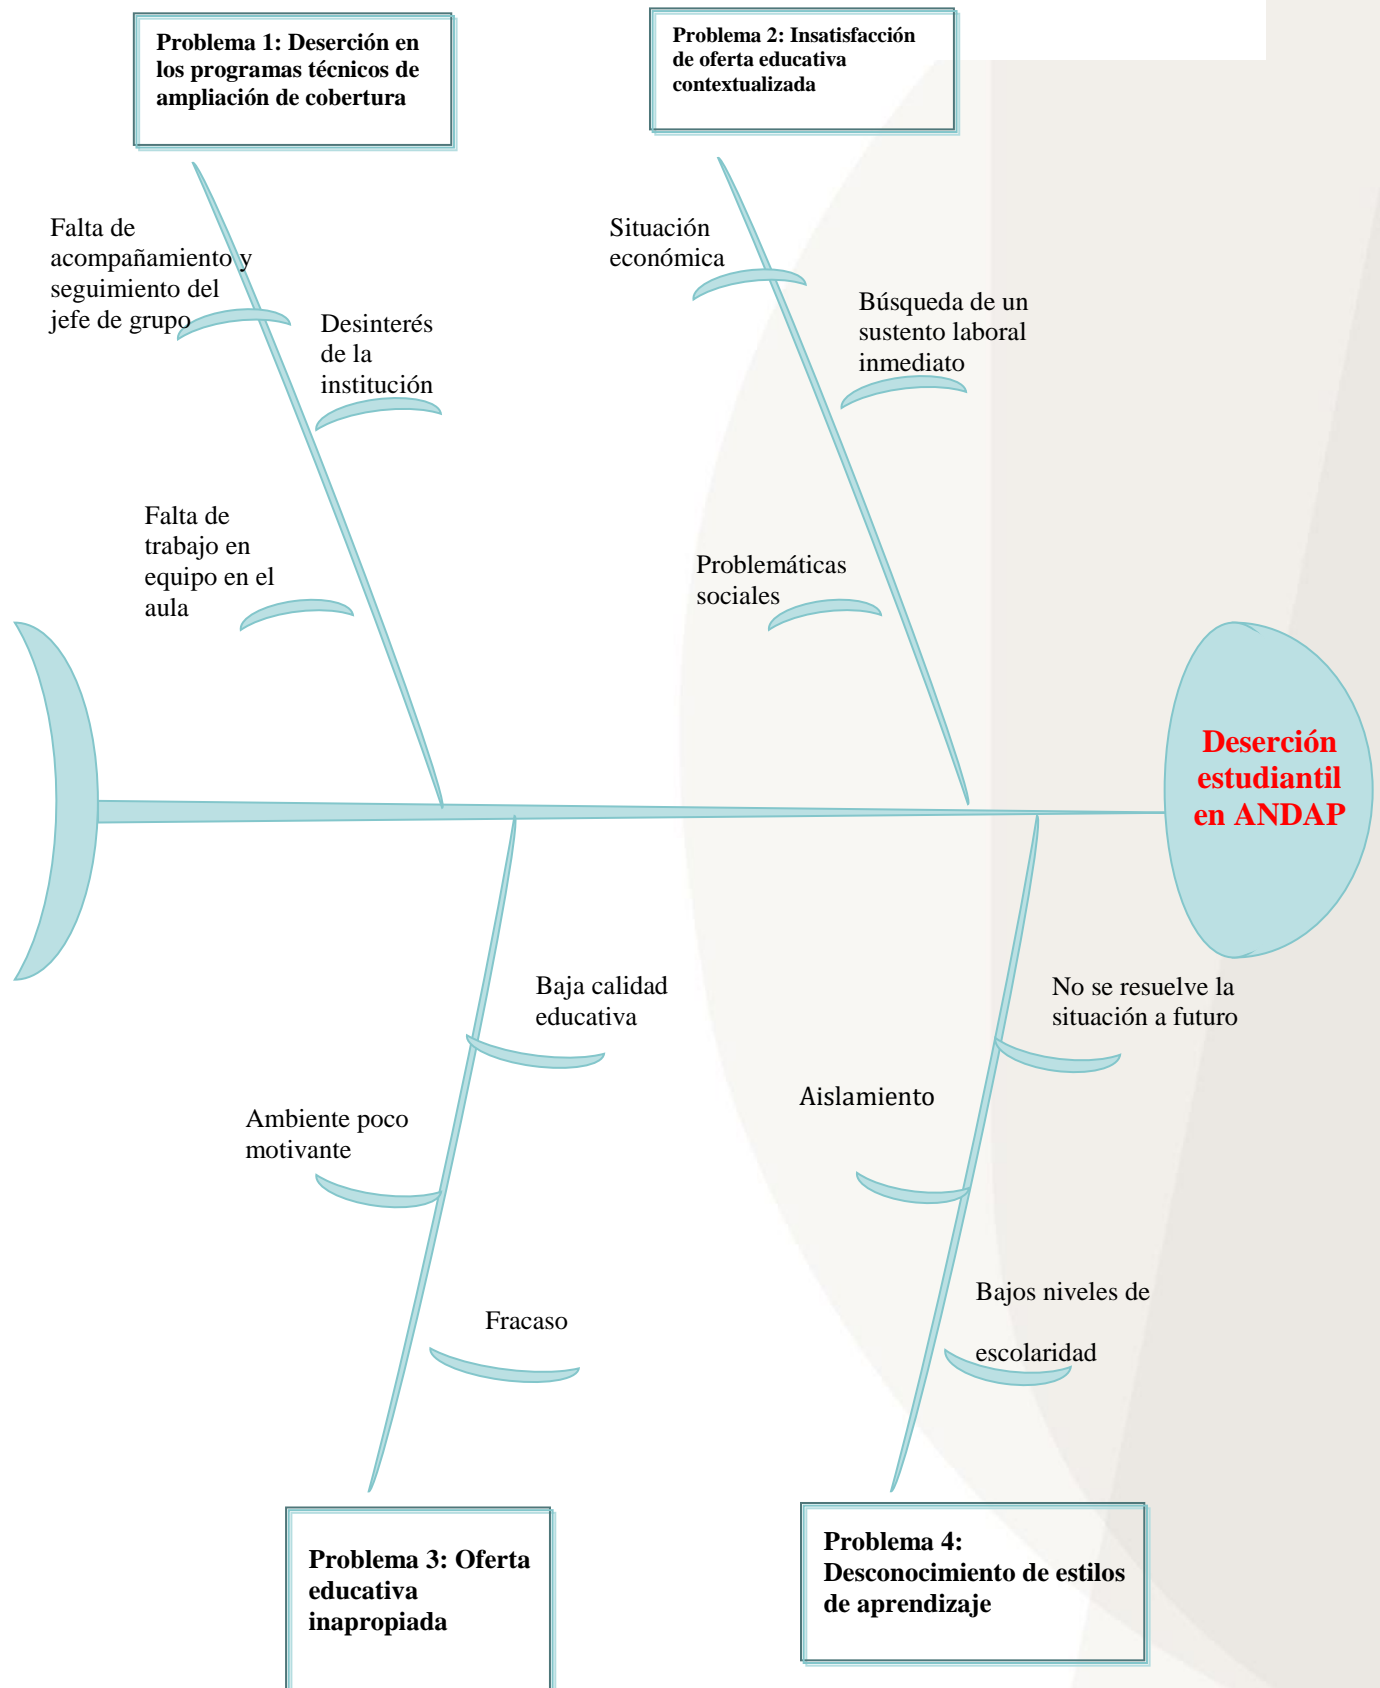 Problema 1: Deserción en
los programas técnicos de
ampliación de cobertura
Problema 2: Insatisfacción
de oferta educativa
contextualizada
Falta de
acompañamiento y
seguimiento del
jefe de grupo
Desinterés
de la
institución
Situación
económica
Búsqueda de un
sustento laboral
inmediato
Falta de
trabajo en
equipo en el
aula
Problemáticas
sociales
Deserción
estudiantil
en ANDAP
Baja calidad
educativa
No se resuelve la
situación a futuro
Ambiente poco
motivante
Aislamiento
Fracaso
Bajos niveles de
escolaridad
Problema 3: Oferta
educativa
inapropiada
Problema 4:
Desconocimiento de estilos
de aprendizaje